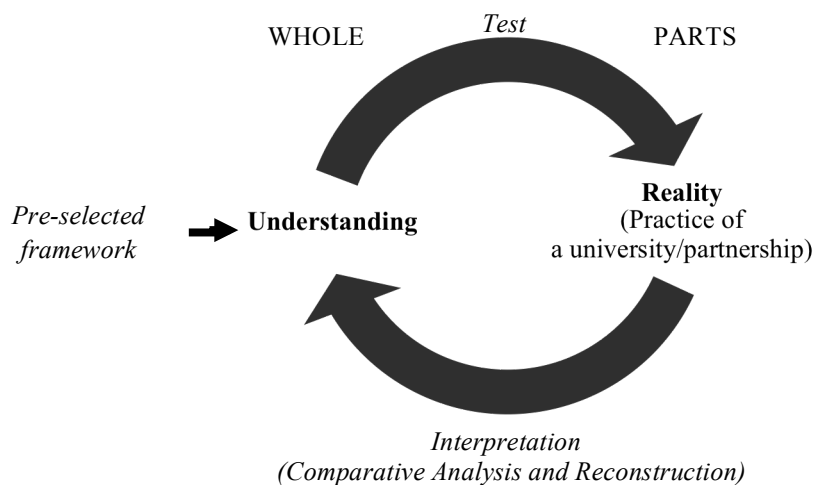 WHOLE
Test
PARTS
Pre-selected
framework
Understanding
Reality
(Practice of
a university/partnership)
Interpretation
(Comparative Analysis and Reconstruction)